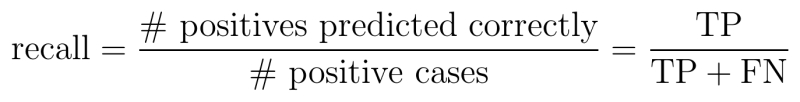 recall = # positives predicted correctly / # positive cases = TP / TP + FN